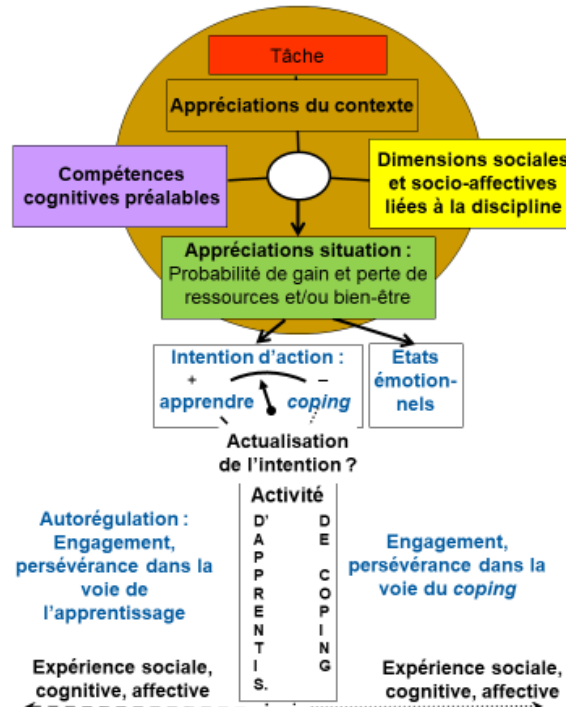 Tâche
Appréciations du contexte
Compétences
cognitives préalables
Dimensions sociales
et socio-affectives
liées à la discipline
Appréciations situation :
Probabilité de gain et perte de
ressources et/ou bien-être
Intention d'action :
+ –
apprendre coping
Etats
émotion-
nels
Actualisation
de l'intention ?
Activité
D'APPRENTIS.
DE COPING
Autorégulation :
Engagement,
persévérance dans la
voie de
l'apprentissage
Engagement,
persévérance dans la
voie du coping
Expérience sociale,
cognitive, affective
Expérience sociale,
cognitive, affective